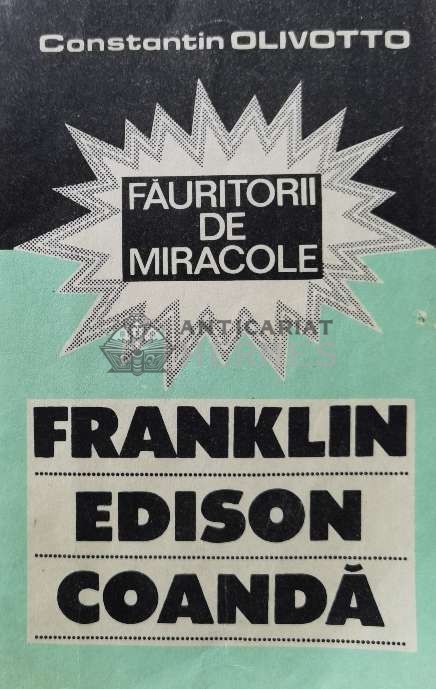 Constantin OLIVOTTO
FĂURITORII
DE
MIRACOLE
ANTICARIAT
FRANKLIN
EDISON
COANDĂ